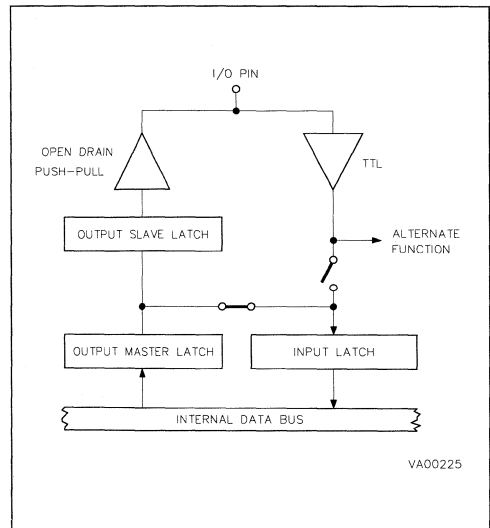 I/O PIN
OPEN DRAIN
PUSH-PULL
TTL
OUTPUT SLAVE LATCH
ALTERNATE
FUNCTION
OUTPUT MASTER LATCH
INPUT LATCH
INTERNAL DATA BUS
VA00225